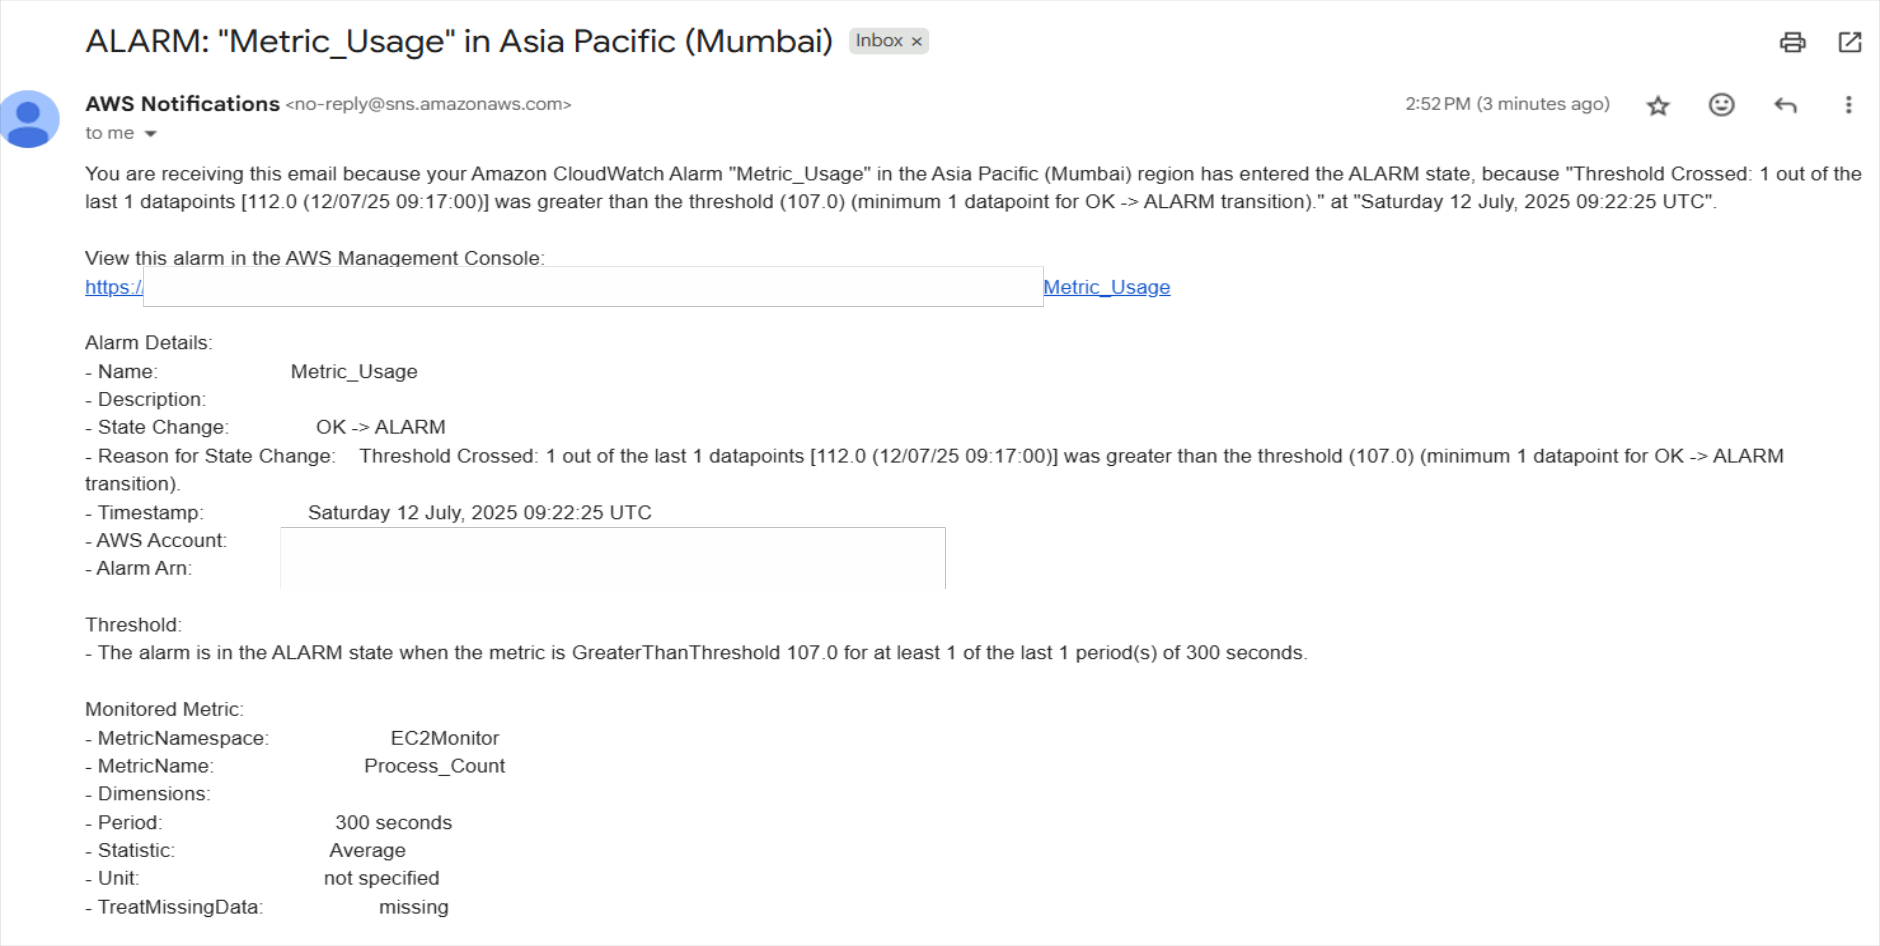 ALARM: "Metric_Usage" in Asia Pacific (Mumbai) Inbox ×
AWS Notifications <no-reply@sns.amazonaws.com> 2:52 PM (3 minutes ago)
to me
You are receiving this email because your Amazon CloudWatch Alarm "Metric_Usage" in the Asia Pacific (Mumbai) region has entered the ALARM state, because "Threshold Crossed: 1 out of the
last 1 datapoints [112.0 (12/07/25 09:17:00)] was greater than the threshold (107.0) (minimum 1 datapoint for OK -> ALARM transition)." at "Saturday 12 July, 2025 09:22:25 UTC".
View this alarm in the AWS Management Console:
https:// Metric_Usage
Alarm Details:
- Name: Metric_Usage
- Description:
- State Change: OK -> ALARM
- Reason for State Change: Threshold Crossed: 1 out of the last 1 datapoints [112.0 (12/07/25 09:17:00)] was greater than the threshold (107.0) (minimum 1 datapoint for OK -> ALARM
transition).
- Timestamp: Saturday 12 July, 2025 09:22:25 UTC
- AWS Account:
- Alarm Arn:
Threshold:
- The alarm is in the ALARM state when the metric is GreaterThanThreshold 107.0 for at least 1 of the last 1 period(s) of 300 seconds.
Monitored Metric:
- MetricNamespace: EC2Monitor
- MetricName: Process_Count
- Dimensions:
- Period: 300 seconds
- Statistic: Average
- Unit: not specified
- TreatMissingData: missing